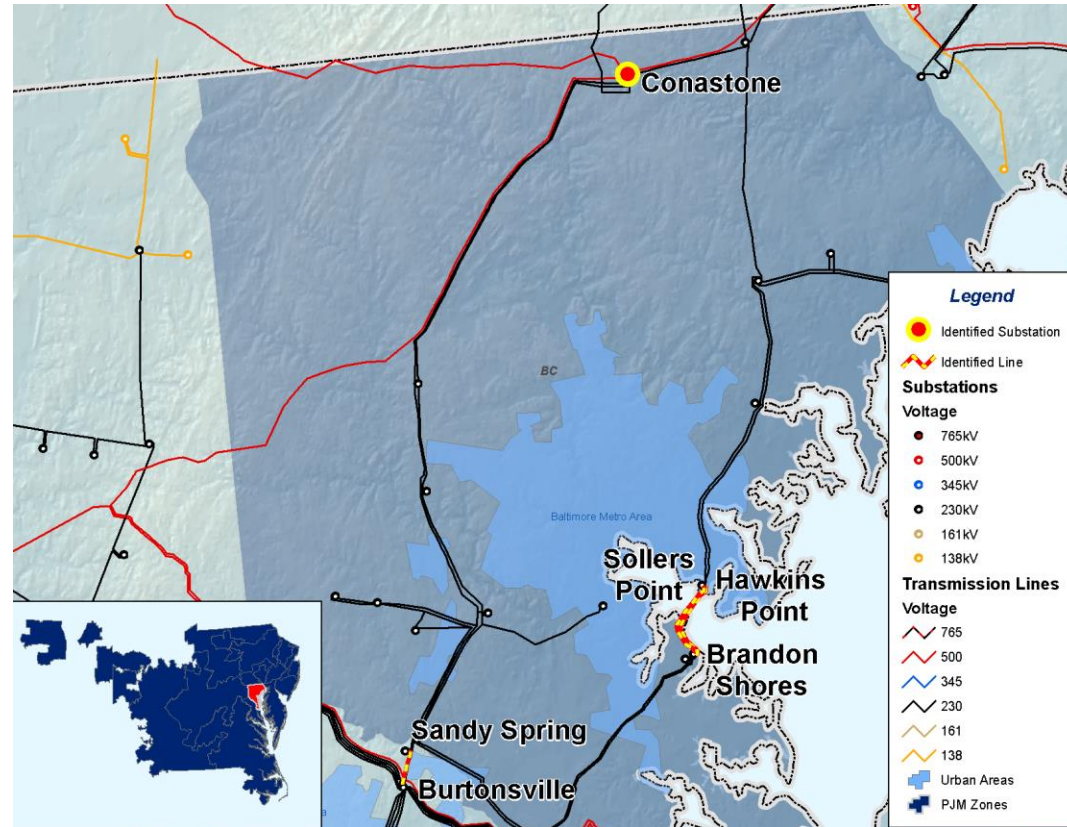 Conastone
BC
Baltimore Metro Area
Sollers
Point
Hawkins
Point
Brandon
Shores
Sandy Spring
Burtonsville
Legend
Identified Substation
Identified Line
Substations
Voltage
765kV
500kV
345kV
230kV
161kV
138kV
Transmission Lines
Voltage
765
500
345
230
161
138
Urban Areas
PJM Zones